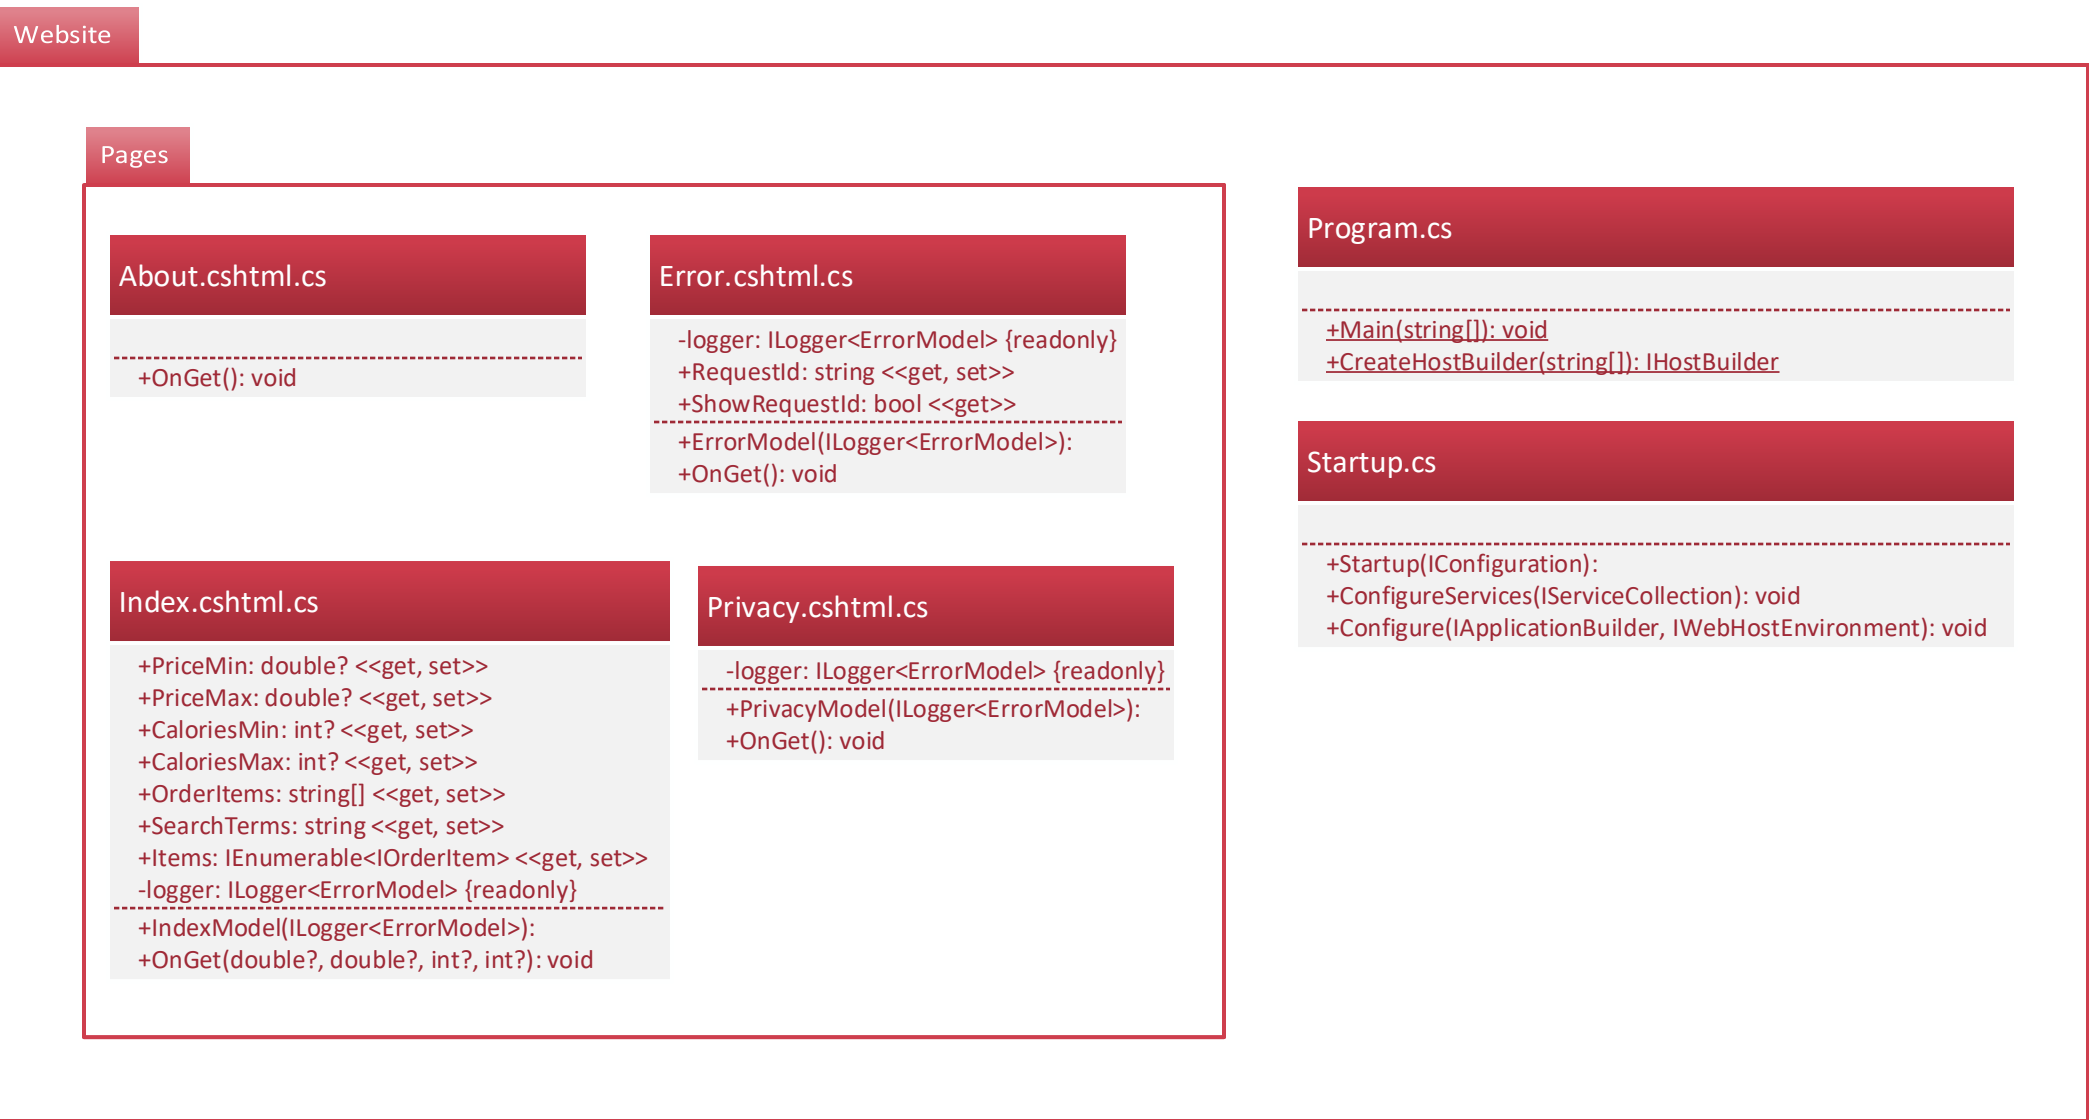 Website
Pages
About.cshtml.cs
+OnGet(): void
Error.cshtml.cs
-logger: ILogger<ErrorModel> {readonly}
+RequestId: string <<get, set>>
+ShowRequestId: bool <<get>>
+ErrorModel(ILogger<ErrorModel>):
+OnGet(): void
Index.cshtml.cs
+PriceMin: double? <<get, set>>
+PriceMax: double? <<get, set>>
+CaloriesMin: int? <<get, set>>
+CaloriesMax: int? <<get, set>>
+OrderItems: string[] <<get, set>>
+SearchTerms: string <<get, set>>
+Items: IEnumerable<IOrderItem> <<get, set>>
-logger: ILogger<ErrorModel> {readonly}
+IndexModel(ILogger<ErrorModel>):
+OnGet(double?, double?, int?, int?): void
Privacy.cshtml.cs
-logger: ILogger<ErrorModel> {readonly}
+PrivacyModel(ILogger<ErrorModel>):
+OnGet(): void
Program.cs
+Main(string[]): void
+CreateHostBuilder(string[]): IHostBuilder
Startup.cs
+Startup(IConfiguration):
+ConfigureServices(IServiceCollection): void
+Configure(IApplicationBuilder, IWebHostEnvironment): void